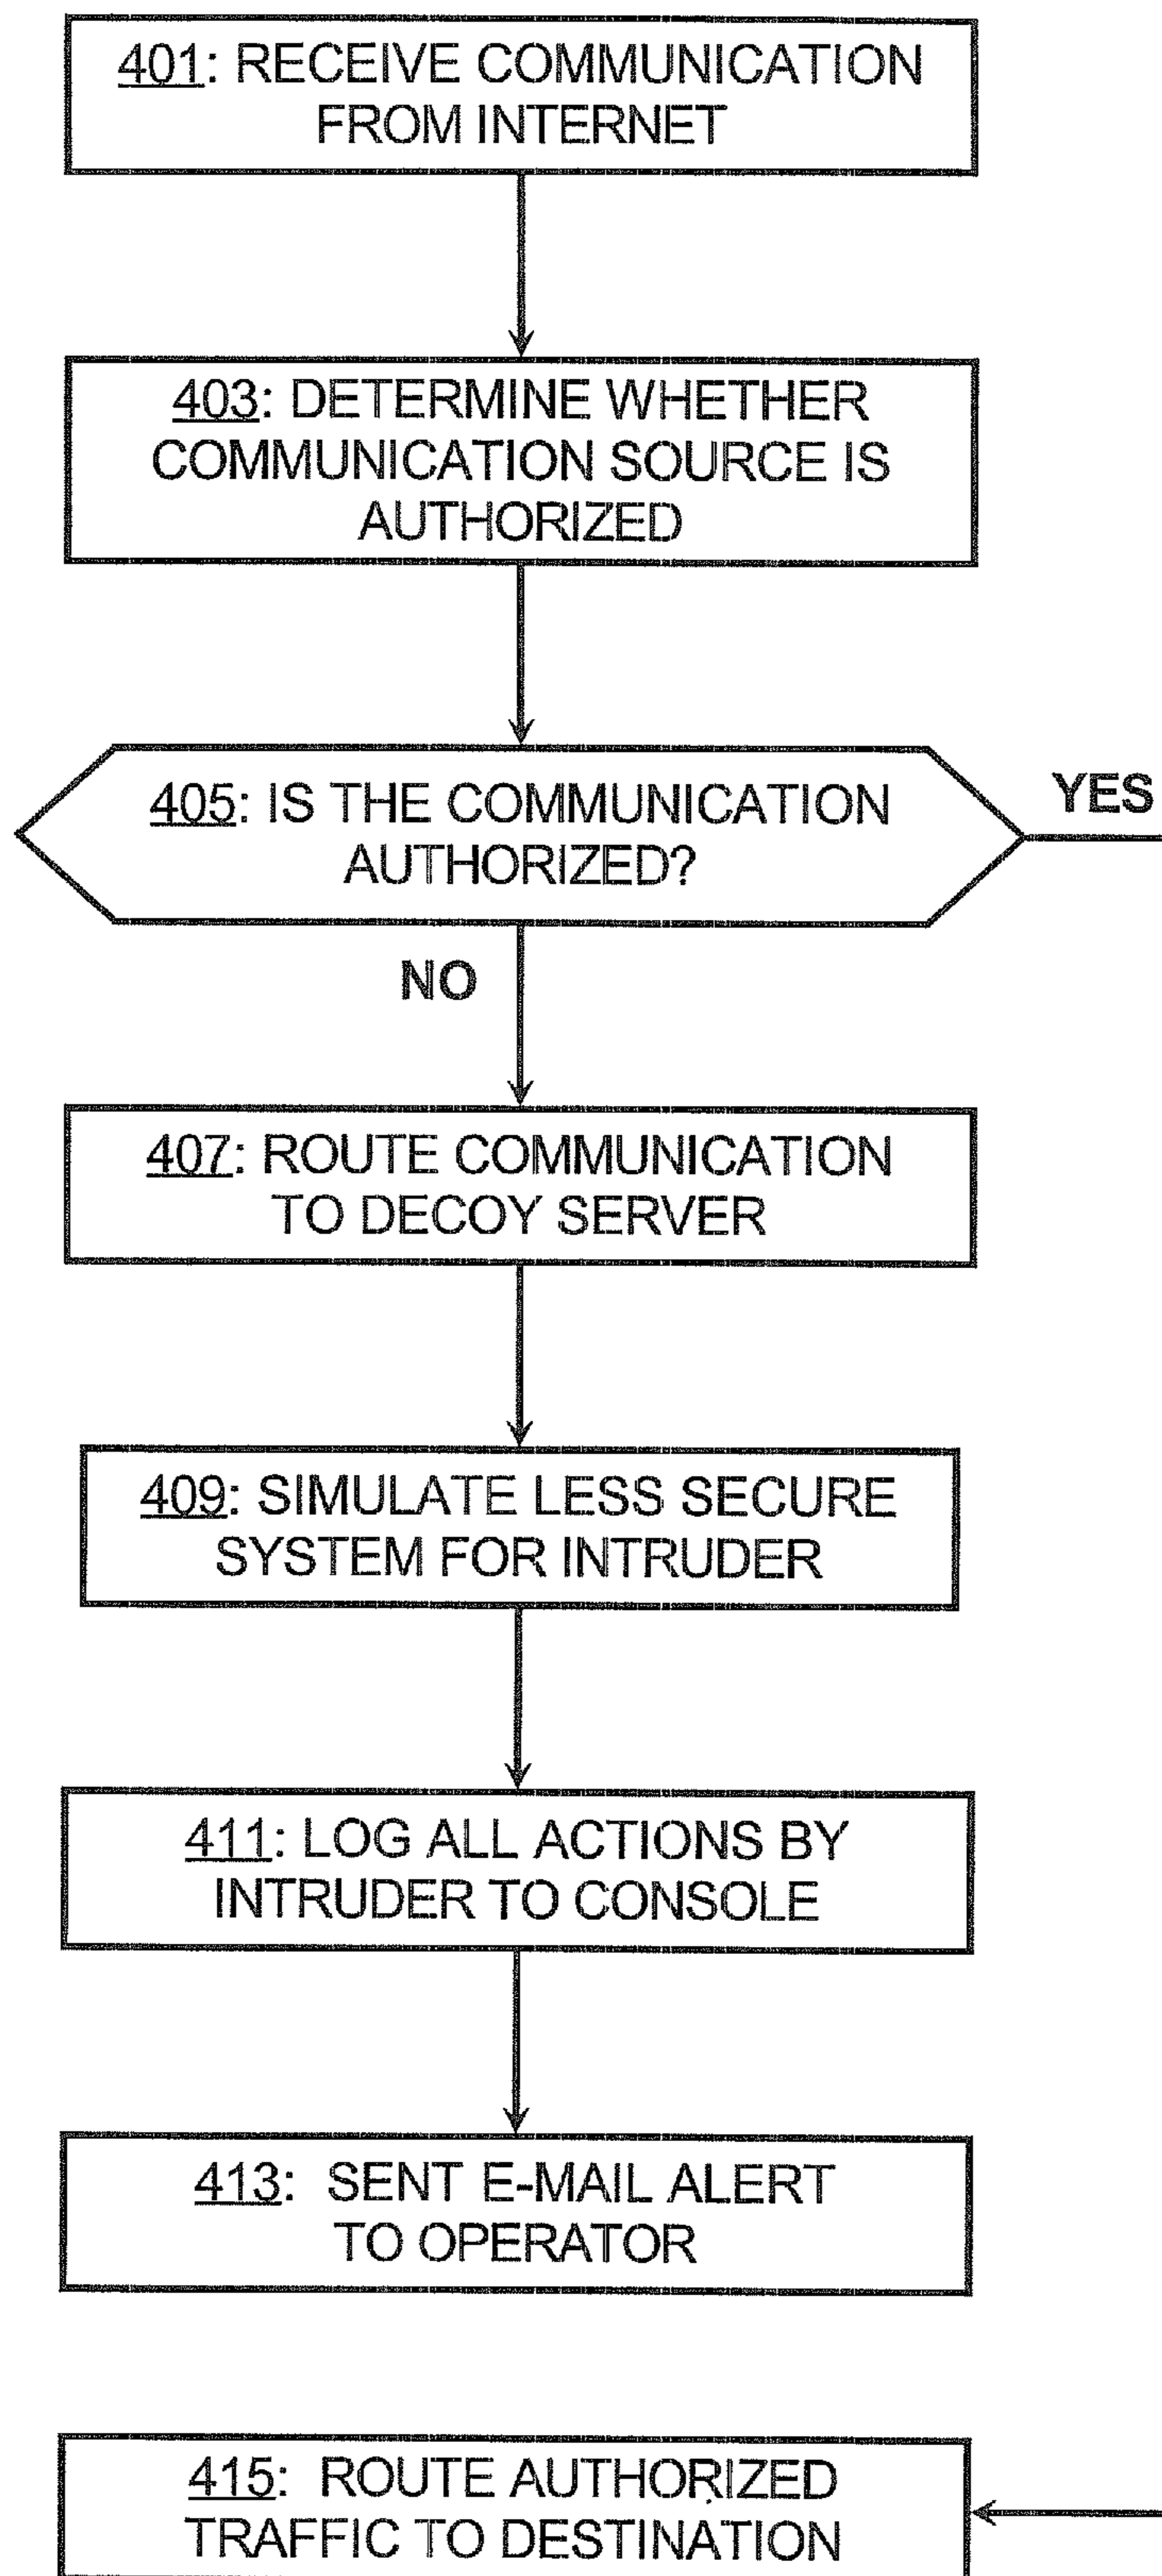 401: RECEIVE COMMUNICATION
FROM INTERNET
403: DETERMINE WHETHER
COMMUNICATION SOURCE IS
AUTHORIZED
405: IS THE COMMUNICATION
AUTHORIZED?
YES
NO
407: ROUTE COMMUNICATION
TO DECOY SERVER
409: SIMULATE LESS SECURE
SYSTEM FOR INTRUDER
411: LOG ALL ACTIONS BY
INTRUDER TO CONSOLE
413: SENT E-MAIL ALERT
TO OPERATOR
415: ROUTE AUTHORIZED
TRAFFIC TO DESTINATION